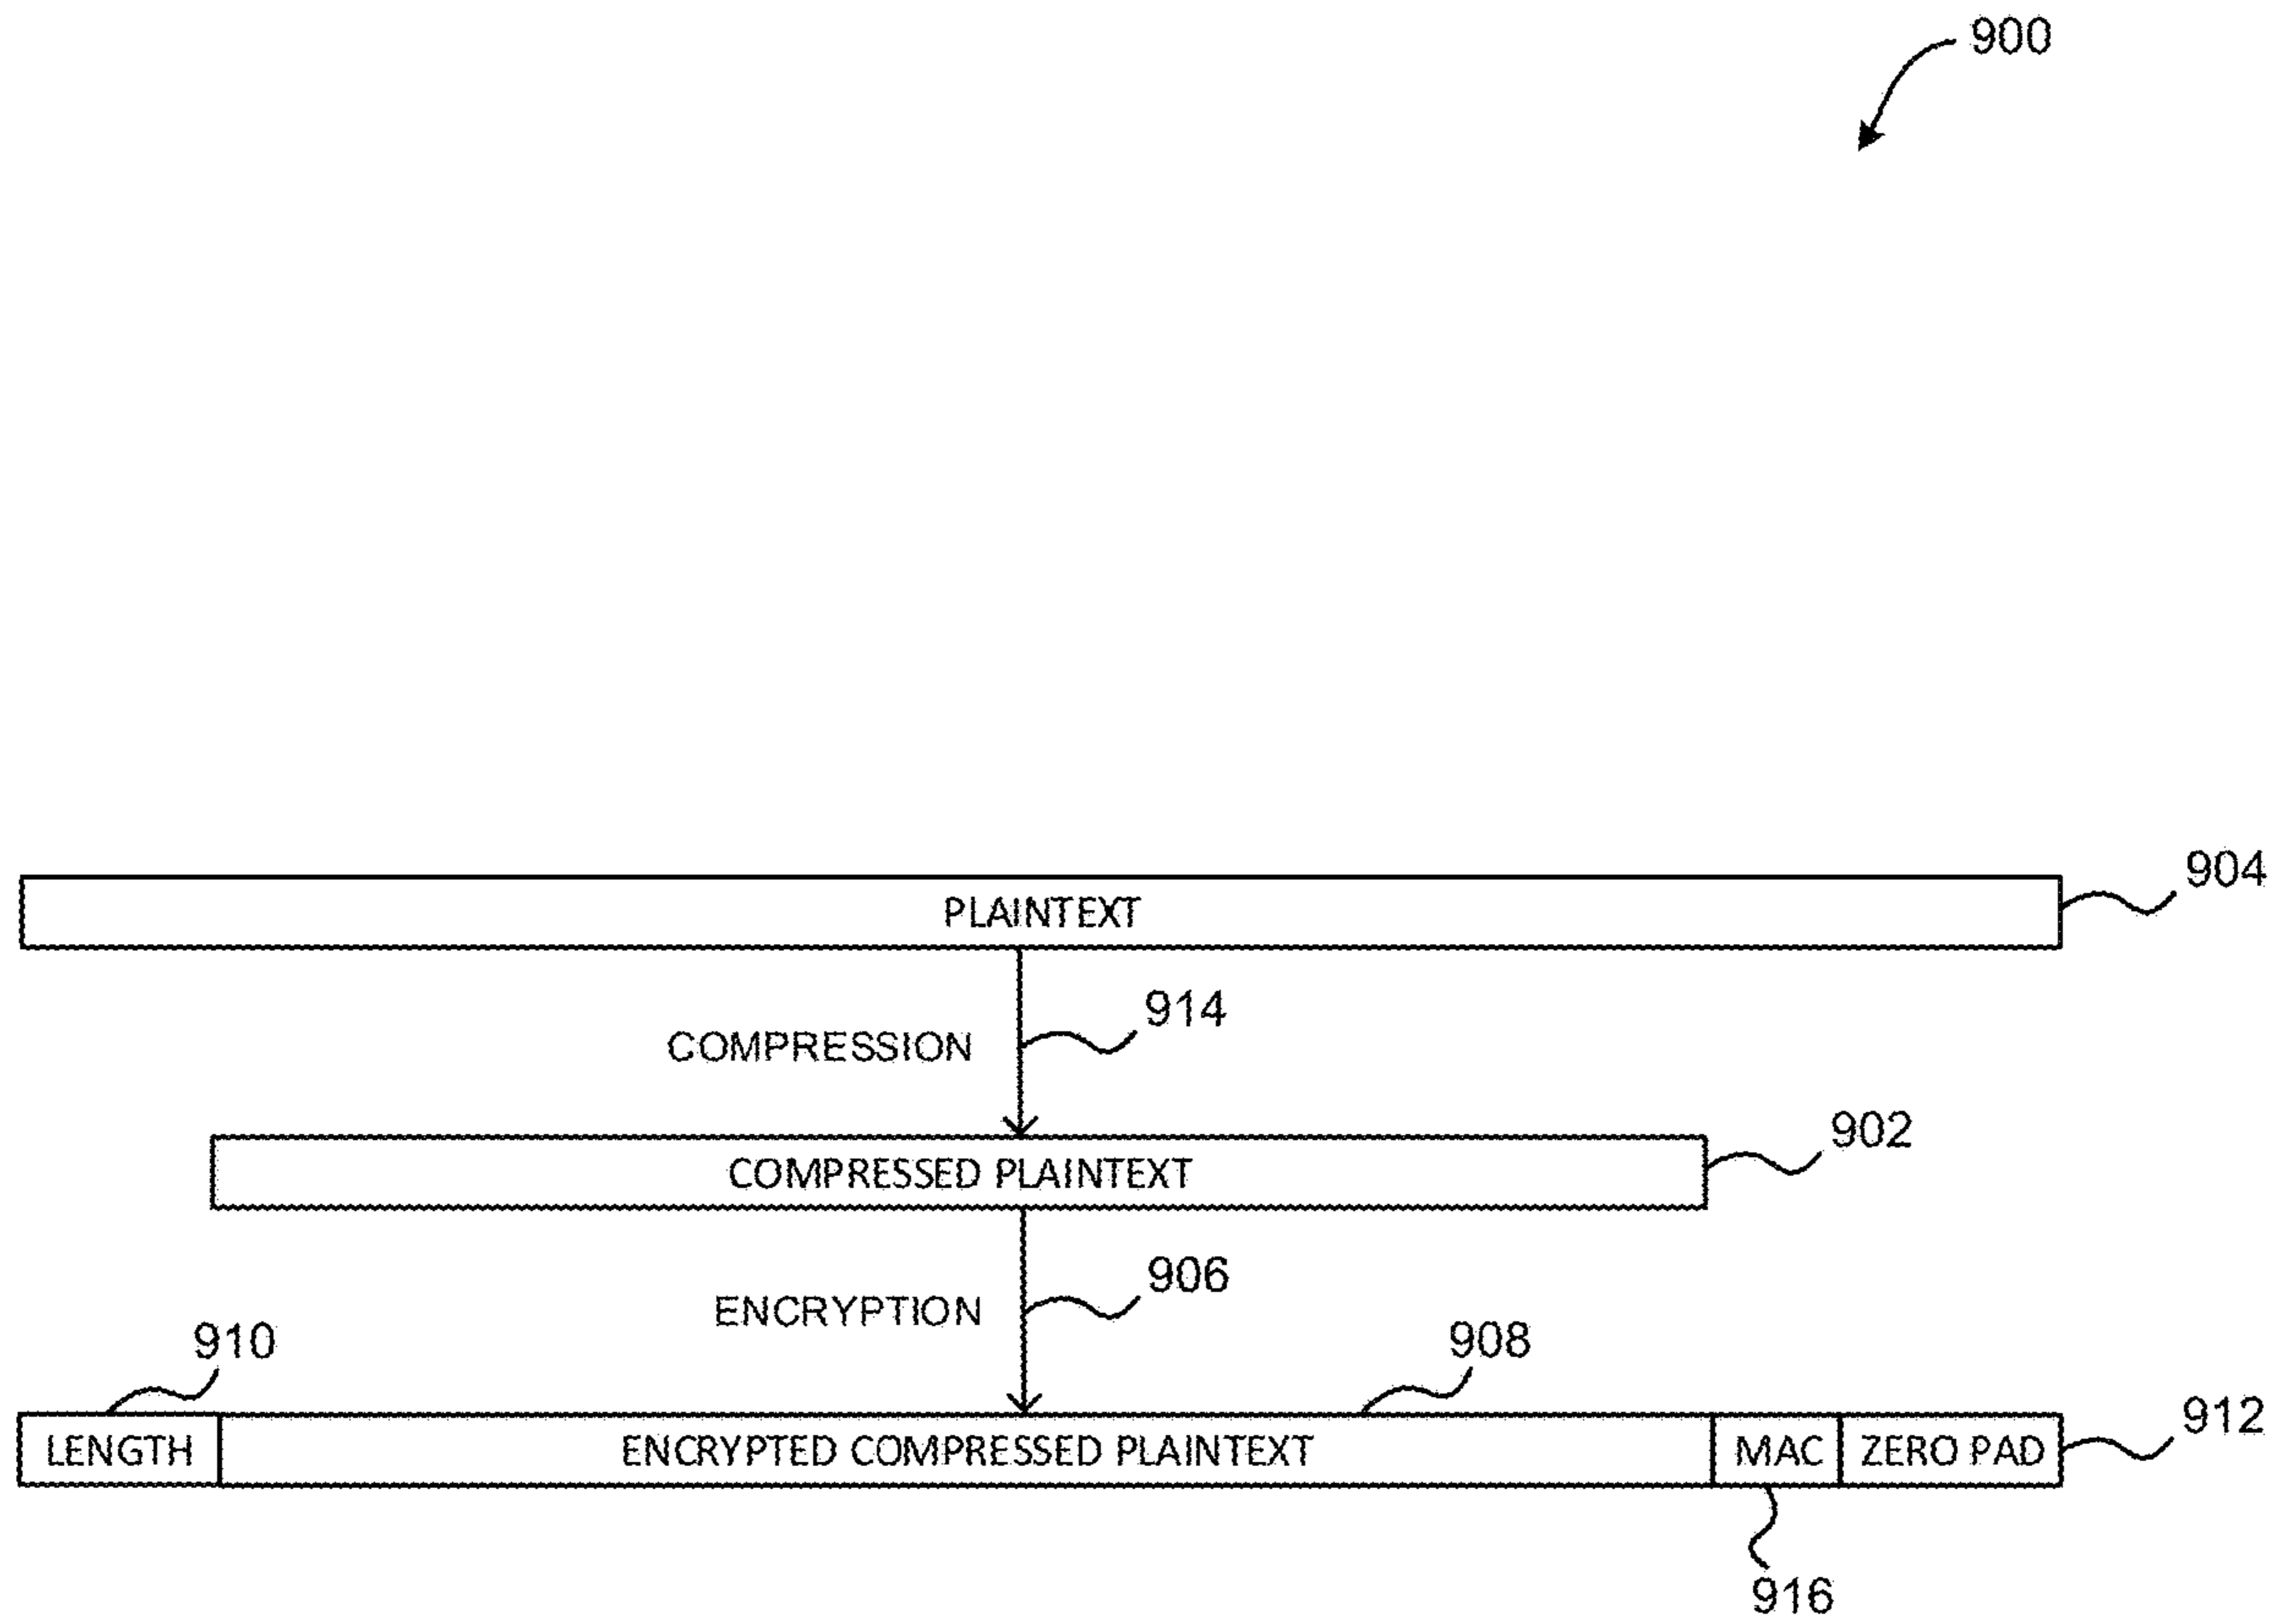 900
904
PLAINTEXT
914
COMPRESSION
902
COMPRESSED PLAINTEXT
906
ENCRYPTION
910
908
912
LENGTH
ENCRYPTED COMPRESSED PLAINTEXT
MAC
ZERO PAD
916